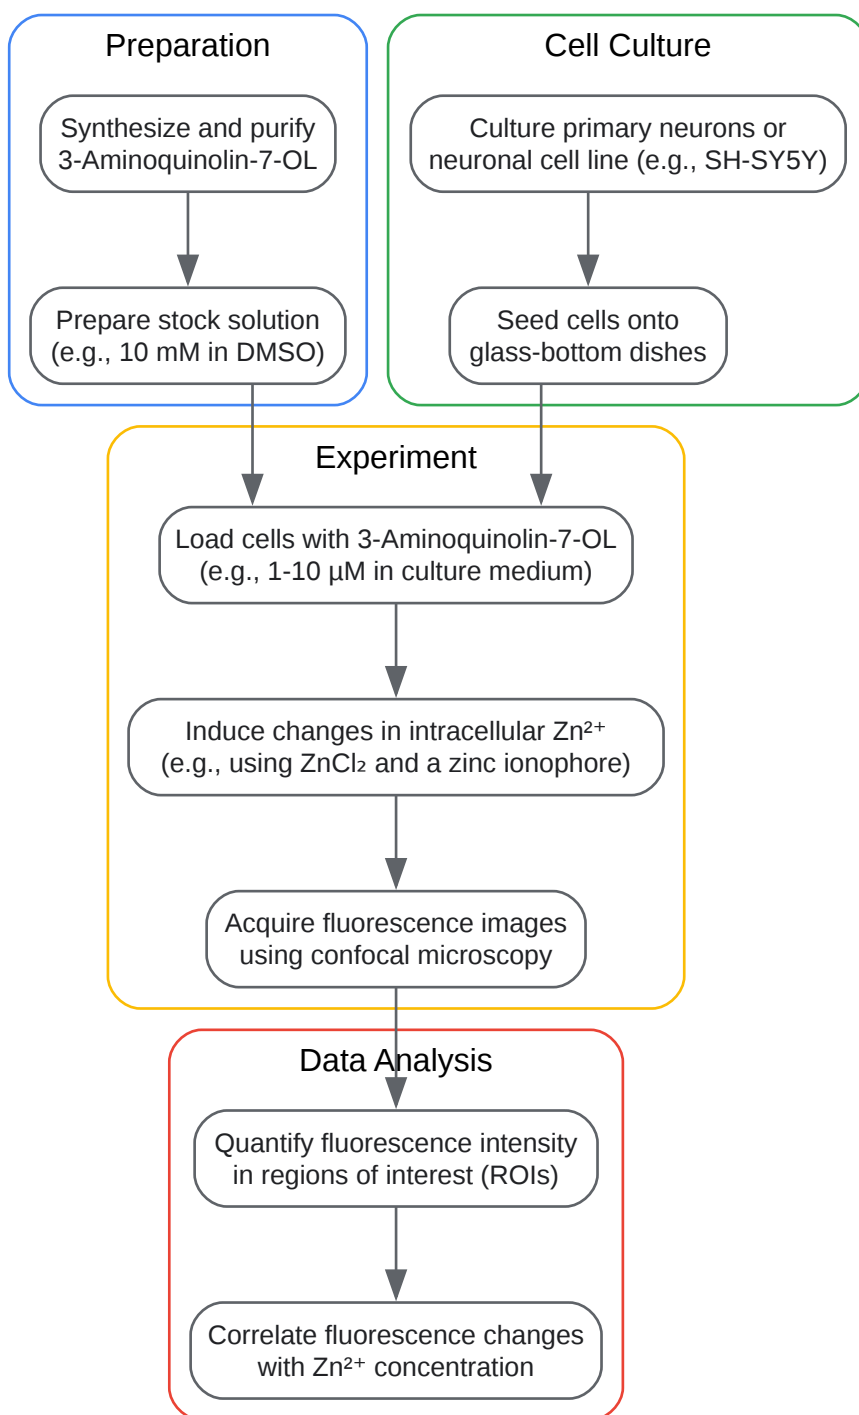 Preparation
Synthesize and purify
3-Aminoquinolin-7-OL
Prepare stock solution
(e.g., 10 mM in DMSO)
Cell Culture
Culture primary neurons or
neuronal cell line (e.g., SH-SY5Y)
Seed cells onto
glass-bottom dishes
Experiment
Load cells with 3-Aminoquinolin-7-OL
(e.g., 1-10 µM in culture medium)
Induce changes in intracellular Zn²⁺
(e.g., using ZnCl₂ and a zinc ionophore)
Acquire fluorescence images
using confocal microscopy
Data Analysis
Quantify fluorescence intensity
in regions of interest (ROIs)
Correlate fluorescence changes
with Zn²⁺ concentration